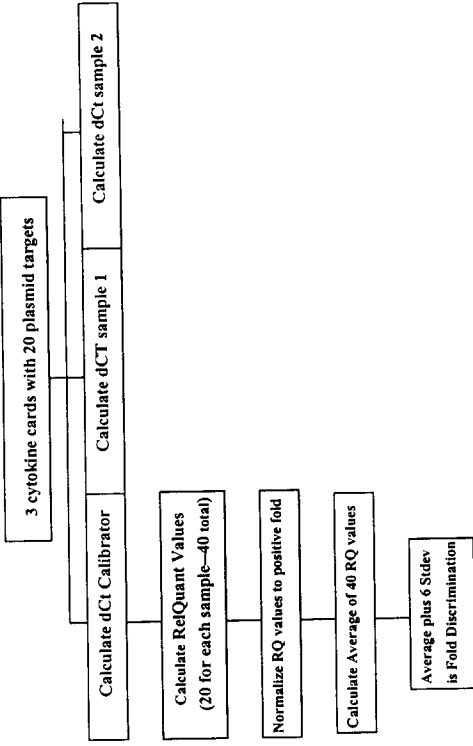 3 cytokine cards with 20 plasmid targets
Calculate dCt Calibrator
Calculate dCT sample 1
Calculate dCt sample 2
Calculate RelQuant Values
(20 for each sample—40 total)
Normalize RQ values to positive fold
Calculate Average of 40 RQ values
Average plus 6 Stdev
is Fold Discrimination